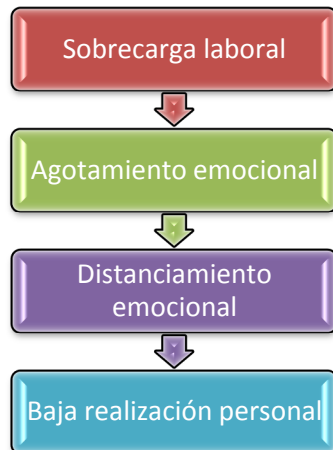 Sobrecarga laboral
Agotamiento emocional
Distanciamiento
emocional
Baja realización personal